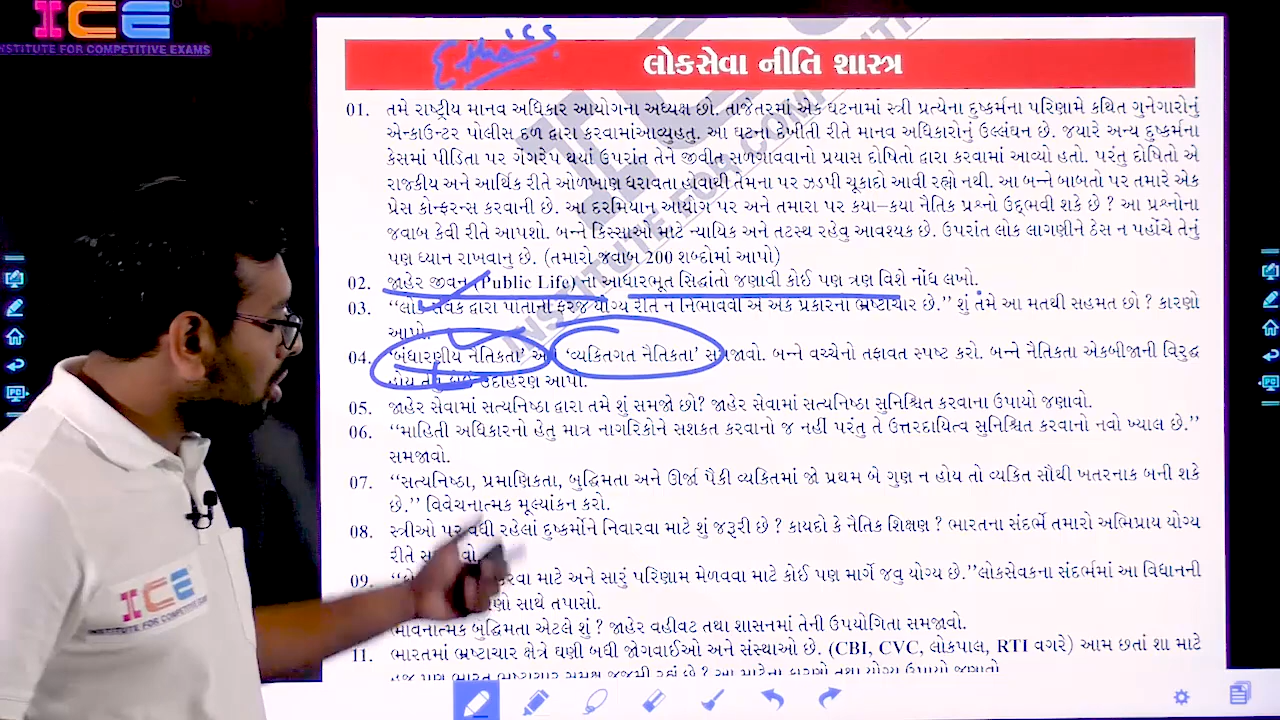 ICE
INSTITUTE FOR COMPETITIVE EXAMS
Ethics
લોકસેવા નીતિ શાસ્ત્ર
01. તમે રાષ્ટ્રીય માનવ અધિકાર આયોગના અધ્યક્ષ છો. તાજેતરમાં એક ઘટનામાં સ્ત્રી પ્રત્યેના દુષ્કર્મના પરિણામે કથિત ગુનેગારોનું
એન્કાઉન્ટર પોલીસ દળ દ્વારા કરવામાંઆવ્યુહતુ. આ ઘટના દેખીતી રીતે માનવ અધિકારોનું ઉલ્લંઘન છે. જયારે અન્ય દુષ્કર્મના
કેસમાં પીડિતા પર ગેંગરેપ થયાં ઉપરાંત તેને જીવીત સળગાવવાનો પ્રયાસ દોષિતો દ્વારા કરવામાં આવ્યો હતો. પરંતુ દોષિતો એ
રાજકીય અને આર્થિક રીતે ઓળખાણ ધરાવતા હોવાથી તેમના પર ઝડપી ચૂકાદો આવી રહ્યો નથી. આ બન્ને બાબતો પર તમારે એક
પ્રેસ કોન્ફરન્સ કરવાની છે. આ દરમિયાન આયોગ પર અને તમારા પર કયા–કયા નૈતિક પ્રશ્નો ઉદ્દભવી શકે છે ? આ પ્રશ્નોના
જવાબ કેવી રીતે આપશો. બન્ને કિસ્સાઓ માટે ન્યાયિક અને તટસ્થ રહેવુ આવશ્યક છે. ઉપરાંત લોક લાગણીને ઠેસ ન પહોંચે તેનું
પણ ધ્યાન રાખવાનુ છે. (તમારો જવાબ 200 શબ્દોમાં આપો)
02. જાહેર જીવન (Public Life)ના આધારભૂત સિદ્ધાંતો જણાવી કોઈ પણ ત્રણ વિશે નોંધ લખો.
03. ‘‘લોકસેવક દ્વારા પોતાની ફરજ યોગ્ય રીતે ન નિભાવવી એ એક પ્રકારના ભ્રષ્ટાચાર છે.’’ શું તમે આ મતથી સહમત છો ? કારણો
આપો.
04. ‘બંધારણીય નૈતિકતા’ અને ‘વ્યકિતગત નૈતિકતા’ સમજાવો. બન્ને વચ્ચેનો તફાવત સ્પષ્ટ કરો. બન્ને નૈતિકતા એકબીજાની વિરુદ્ધ
હોય તેવું કોઈ ઉદાહરણ આપો.
05. જાહેર સેવામાં સત્યનિષ્ઠા દ્વારા તમે શું સમજો છો? જાહેર સેવામાં સત્યનિષ્ઠા સુનિશ્ચિત કરવાના ઉપાયો જણાવો.
06. ‘‘માહિતી અધિકારનો હેતુ માત્ર નાગરિકોને સશકત કરવાનો જ નહીં પરંતુ તે ઉત્તરદાયિત્વ સુનિશ્ચિત કરવાનો નવો ખ્યાલ છે.’’
સમજાવો.
07. ‘‘સત્યનિષ્ઠા, પ્રમાણિકતા, બુદ્ધિમતા અને ઊર્જા પૈકી વ્યકિતમાં જો પ્રથમ બે ગુણ ન હોય તો વ્યકિત સૌથી ખતરનાક બની શકે
છે.’’ વિવેચનાત્મક મૂલ્યાંકન કરો.
08. સ્ત્રીઓ પર વધી રહેલાં દુષ્કર્મોને નિવારવા માટે શું જરૂરી છે ? કાયદો કે નૈતિક શિક્ષણ ? ભારતના સંદર્ભે તમારો અભિપ્રાય યોગ્ય
રીતે
09. માટે અને સારું પરિણામ મેળવવા માટે કોઈ પણ માર્ગે જવુ યોગ્ય છે.’’લોકસેવકના સંદર્ભમાં આ વિધાનની
સાથે તપાસો.
ભાવનાત્મક બુદ્ધિમતા એટલે શું ? જાહેર વહીવટ તથા શાસનમાં તેની ઉપયોગિતા સમજાવો.
11. ભારતમાં ભ્રષ્ટાચાર ક્ષેત્રે ઘણી બધી જોગવાઈઓ અને સંસ્થાઓ છે. (CBI, CVC, લોકપાલ, RTI વગેરે) આમ છતાં શા માટે
ICE
INSTITUTE FOR COMPETITIVE EXAMS